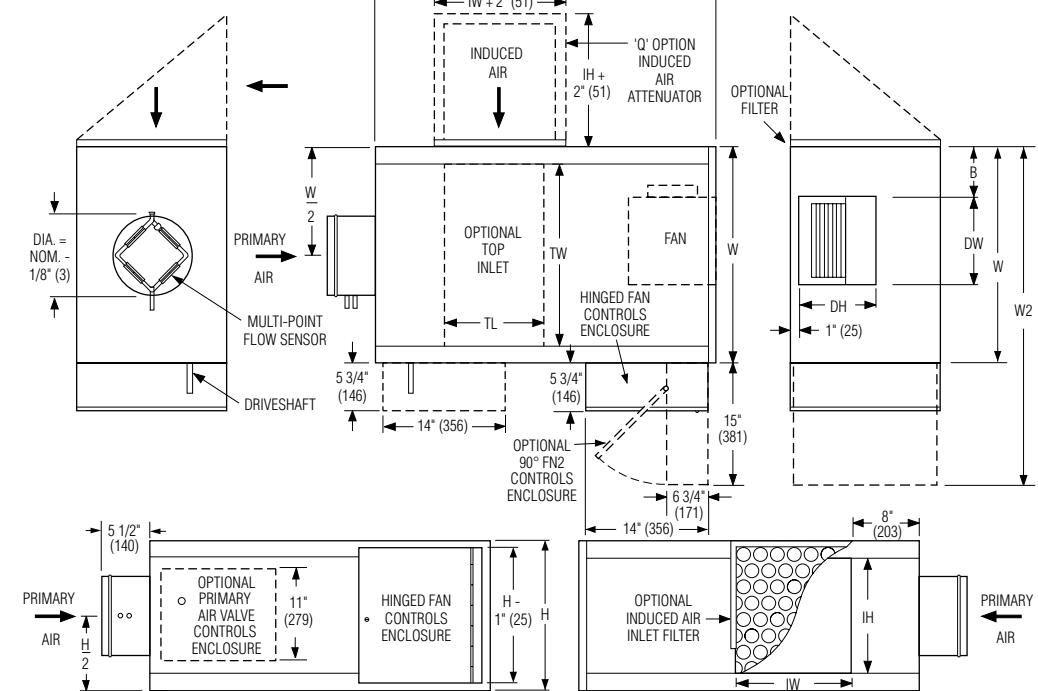 IW + 2" (51)
INDUCED
AIR
'Q' OPTION
INDUCED
AIR
ATTENUATOR
IH +
2" (51)
OPTIONAL
FILTER
W
2
B
DIA. =
NOM. -
1/8" (3)
PRIMARY
AIR
OPTIONAL
TOP
INLET
TW
FAN
W
DW
W
W2
DH
1" (25)
TL
HINGED FAN
CONTROLS
ENCLOSURE
MULTI-POINT
FLOW SENSOR
DRIVESHAFT
5 3/4"
(146)
14" (356)
5 3/4"
(146)
15"
(381)
OPTIONAL
90° FN2
CONTROLS
ENCLOSURE
6 3/4"
(171)
14" (356)
5 1/2"
(140)
8"
(203)
PRIMARY
AIR
H
2
OPTIONAL
PRIMARY
AIR VALVE
CONTROLS
ENCLOSURE
11"
(279)
HINGED FAN
CONTROLS
ENCLOSURE
H -
1" (25)
H
OPTIONAL
INDUCED AIR
INLET FILTER
IH
IW
PRIMARY
AIR